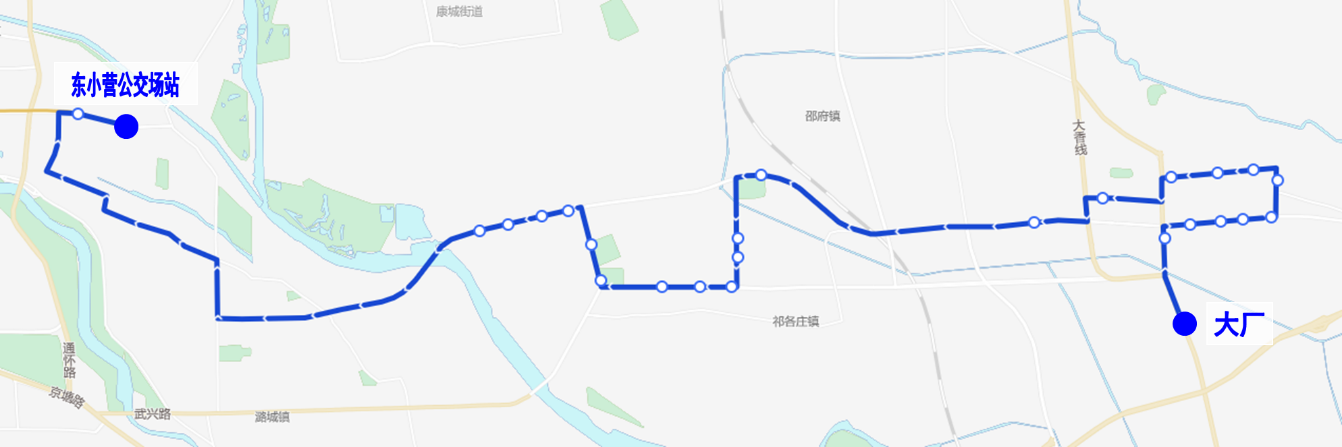 康城街道
东小营公交场站
邵府镇
大香线
大厂
祁各庄镇
通怀路
京塘路
武兴路
潞城镇